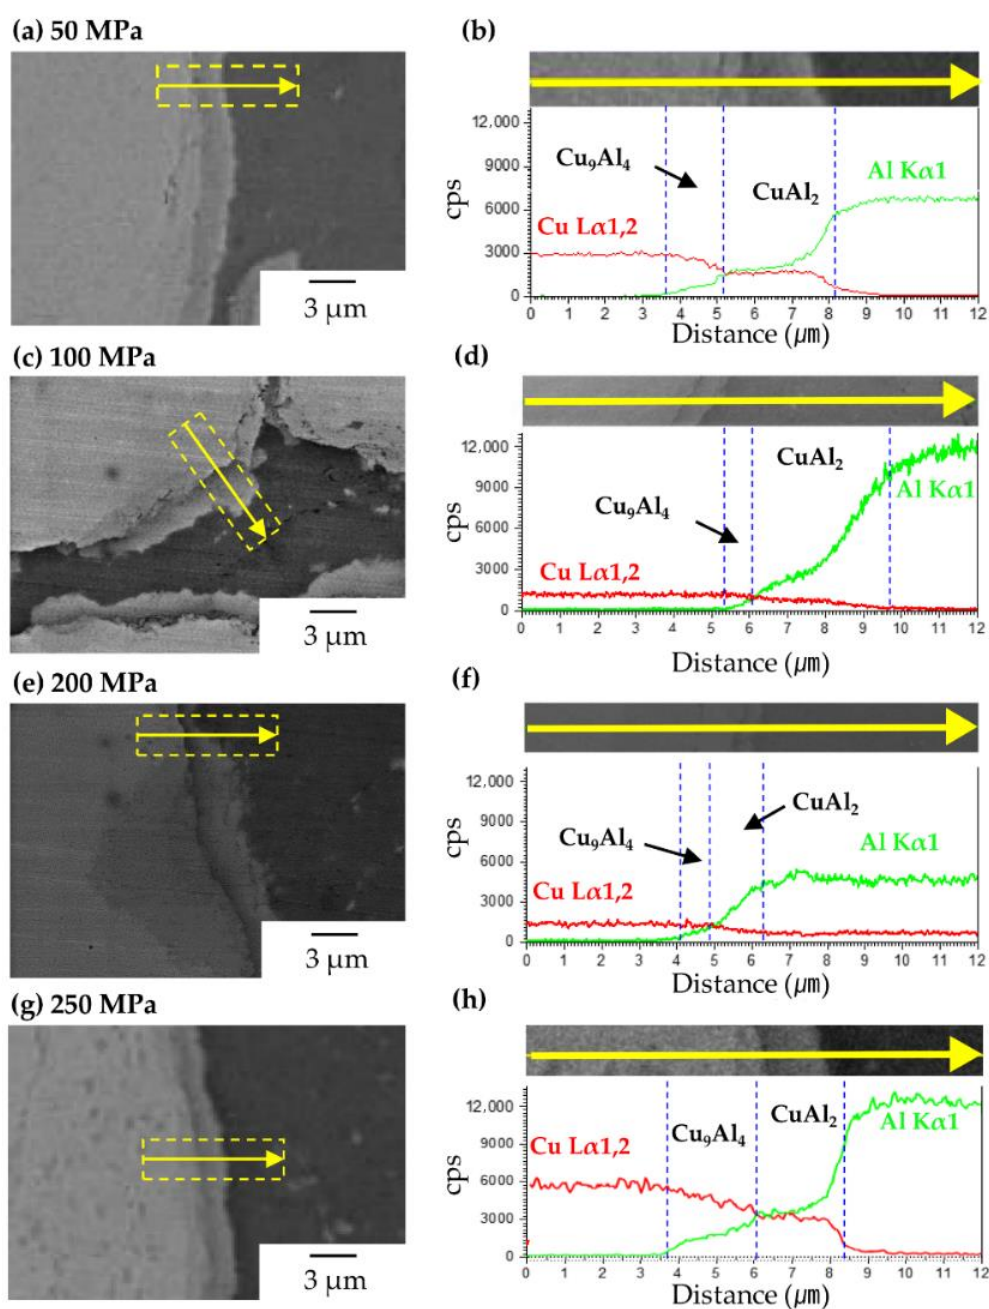 (a) 50 MPa
3 µm
(b)
12,000
9000
6000
3000
0
cps
Cu₉Al₄
CuAl₂
Al Kα1
Cu Lα1,2
0 1 2 3 4 5 6 7 8 9 10 11 12
Distance (㎛)
(c) 100 MPa
3 µm
(d)
12,000
9000
6000
3000
0
cps
CuAl₂
Al Kα1
Cu₉Al₄
Cu Lα1,2
0 1 2 3 4 5 6 7 8 9 10 11 12
Distance (㎛)
(e) 200 MPa
3 µm
(f)
12,000
9000
6000
3000
0
cps
CuAl₂
Cu₉Al₄
Al Kα1
Cu Lα1,2
0 1 2 3 4 5 6 7 8 9 10 11 12
Distance (㎛)
(g) 250 MPa
3 µm
(h)
12,000
9000
6000
3000
0
cps
Cu₉Al₄
CuAl₂
Al Kα1
Cu Lα1,2
0 1 2 3 4 5 6 7 8 9 10 11 12
Distance (㎛)